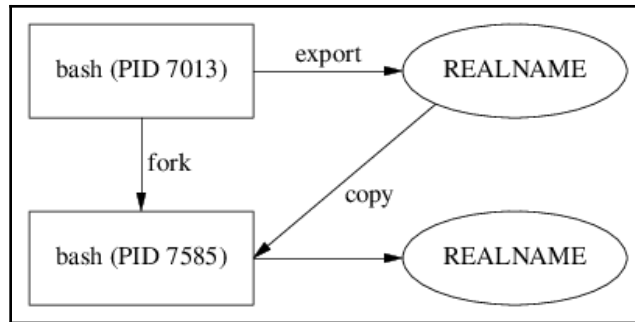 bash (PID 7013)
export
REALNAME
fork
copy
bash (PID 7585)
REALNAME